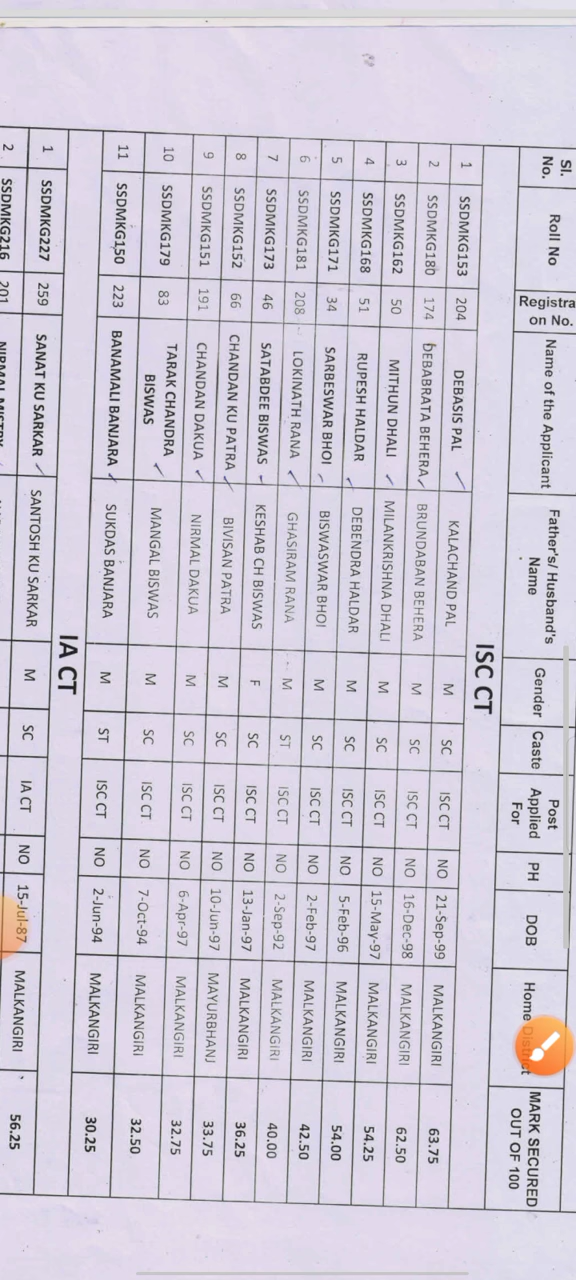 Sl. No. Roll No Registra on No. Name of the Applicant Father's/ Husband's Name Gender Caste Post Applied For PH DOB Home MARK SECURED OUT OF 100
ISC CT
1 SSDMKG153 204 DEBASIS PAL KALACHAND PAL M SC ISC CT NO 21-Sep-99 MALKANGIRI 63.75
2 SSDMKG180 174 DEBABRATA BEHERA BRUNDABAN BEHERA M SC ISC CT NO 16-Dec-98 MALKANGIRI 62.50
3 SSDMKG162 50 MITHUN DHALI MILANKRISHNA DHALI M SC ISC CT NO 15-May-97 MALKANGIRI 54.25
4 SSDMKG168 51 RUPESH HALDAR DEBENDRA HALDAR M SC ISC CT NO 5-Feb-96 MALKANGIRI 54.00
5 SSDMKG171 34 SARBESWAR BHOI BISWASWAR BHOI M SC ISC CT NO 2-Feb-97 MALKANGIRI 42.50
6 SSDMKG181 208 LOKINATH RANA GHASIRAM RANA M ST ISC CT NO 2-Sep-92 MALKANGIRI 40.00
7 SSDMKG173 46 SATABDEE BISWAS KESHAB CH BISWAS F SC ISC CT NO 13-Jan-97 MALKANGIRI 36.25
8 SSDMKG152 66 CHANDAN KU PATRA BIVISAN PATRA M SC ISC CT NO 10-Jun-97 MAYURBHANJ 33.75
9 SSDMKG151 191 CHANDAN DAKUA NIRMAL DAKUA M SC ISC CT NO 6-Apr-97 MALKANGIRI 32.75
10 SSDMKG179 83 TARAK CHANDRA BISWAS MANGAL BISWAS M SC ISC CT NO 7-Oct-94 MALKANGIRI 32.50
11 SSDMKG150 223 BANAMALI BANJARA SUKDAS BANJARA M ST ISC CT NO 2-Jun-94 MALKANGIRI 30.25
IA CT
1 SSDMKG227 259 SANAT KU SARKAR SANTOSH KU SARKAR M SC IA CT NO 15-Jul-87 MALKANGIRI 56.25
2 SSDMKG216 201 NIRMAL MISTRY